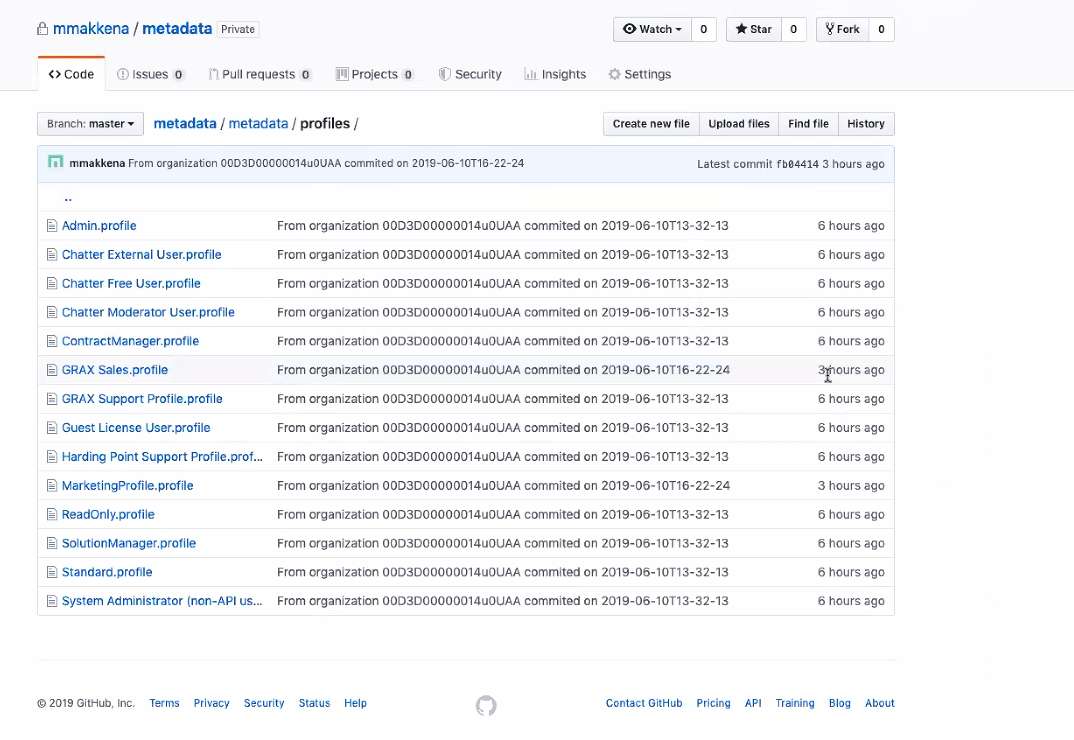 mmakkena / metadata Private Watch 0 Star 0 Fork 0
Code Issues 0 Pull requests 0 Projects 0 Security Insights Settings
Branch: master metadata / metadata / profiles / Create new file Upload files Find file History
mmakkena From organization 00D3D00000014u0UAA commited on 2019-06-10T16-22-24 Latest commit fb04414 3 hours ago
..
Admin.profile From organization 00D3D00000014u0UAA commited on 2019-06-10T13-32-13 6 hours ago
Chatter External User.profile From organization 00D3D00000014u0UAA commited on 2019-06-10T13-32-13 6 hours ago
Chatter Free User.profile From organization 00D3D00000014u0UAA commited on 2019-06-10T13-32-13 6 hours ago
Chatter Moderator User.profile From organization 00D3D00000014u0UAA commited on 2019-06-10T13-32-13 6 hours ago
ContractManager.profile From organization 00D3D00000014u0UAA commited on 2019-06-10T13-32-13 6 hours ago
GRAX Sales.profile From organization 00D3D00000014u0UAA commited on 2019-06-10T16-22-24 3 hours ago
GRAX Support Profile.profile From organization 00D3D00000014u0UAA commited on 2019-06-10T13-32-13 6 hours ago
Guest License User.profile From organization 00D3D00000014u0UAA commited on 2019-06-10T13-32-13 6 hours ago
Harding Point Support Profile.prof... From organization 00D3D00000014u0UAA commited on 2019-06-10T13-32-13 6 hours ago
MarketingProfile.profile From organization 00D3D00000014u0UAA commited on 2019-06-10T16-22-24 3 hours ago
ReadOnly.profile From organization 00D3D00000014u0UAA commited on 2019-06-10T13-32-13 6 hours ago
SolutionManager.profile From organization 00D3D00000014u0UAA commited on 2019-06-10T13-32-13 6 hours ago
Standard.profile From organization 00D3D00000014u0UAA commited on 2019-06-10T13-32-13 6 hours ago
System Administrator (non-API us... From organization 00D3D00000014u0UAA commited on 2019-06-10T13-32-13 6 hours ago
© 2019 GitHub, Inc. Terms Privacy Security Status Help Contact GitHub Pricing API Training Blog About